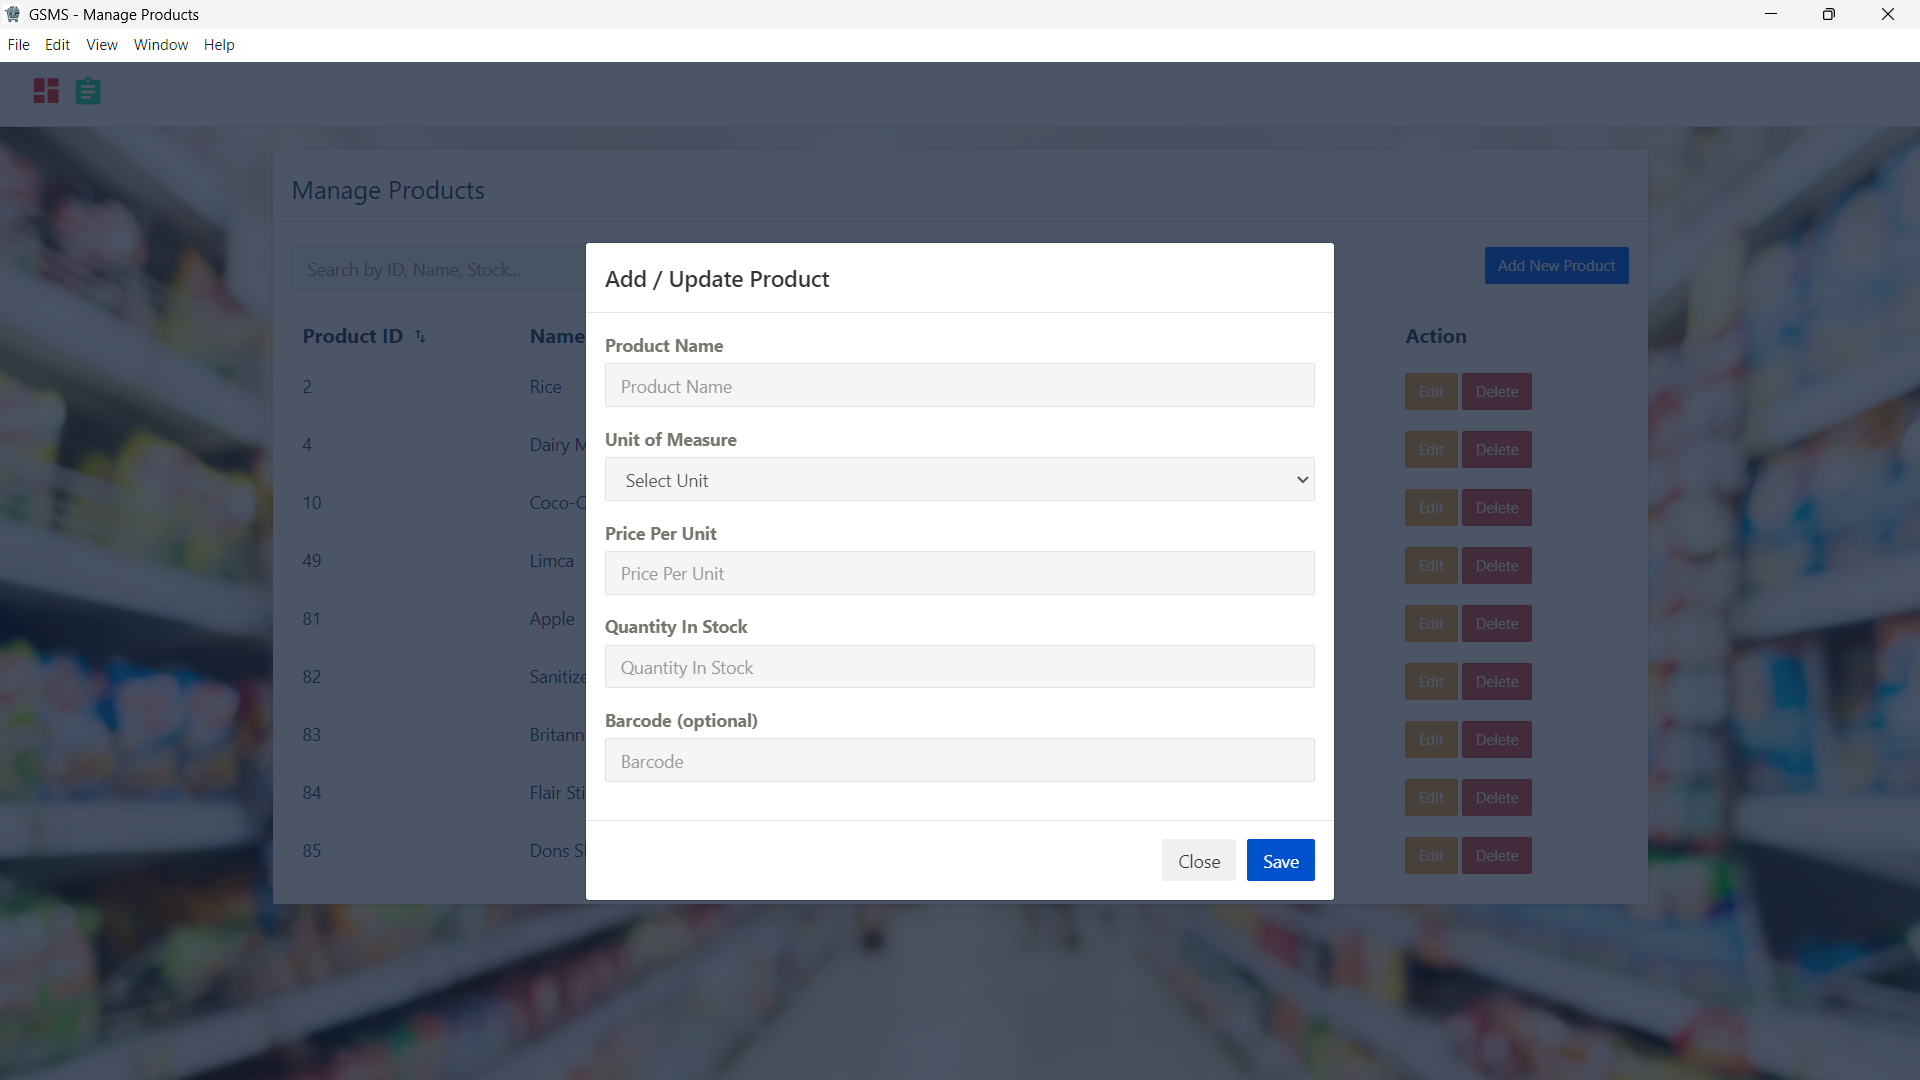 GSMS - Manage Products
File Edit View Window Help
Manage Products
Search by ID, Name, Stock...
Add New Product
Product ID Name Action
2 Rice Edit Delete
4 Dairy Edit Delete
10 Coco- Edit Delete
49 Limca Edit Delete
81 Apple Edit Delete
82 Sanitize Edit Delete
83 Britann Edit Delete
84 Flair Sti Edit Delete
85 Dons Edit Delete
Add / Update Product
Product Name
Product Name
Unit of Measure
Select Unit
Price Per Unit
Price Per Unit
Quantity In Stock
Quantity In Stock
Barcode (optional)
Barcode
Close Save